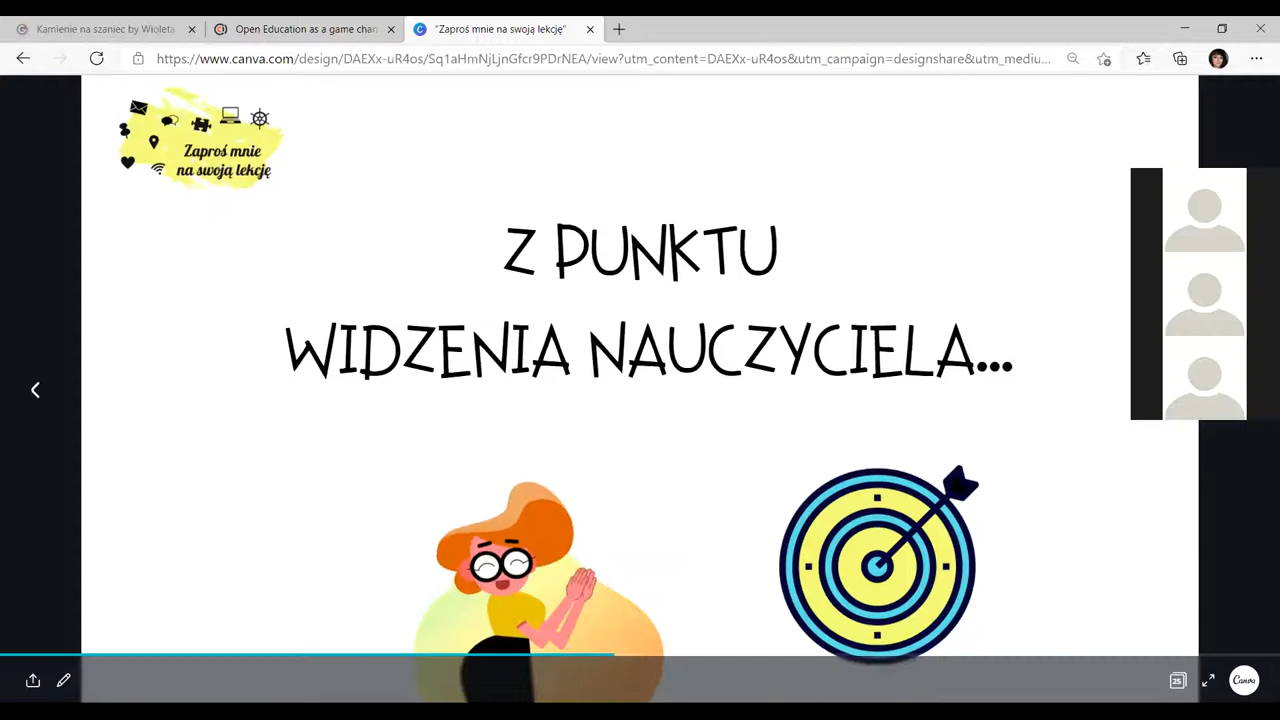 Kamienie na szaniec by Wioleta
Open Education as a game chan
"Zaproś mnie na swoją lekcję"
https://www.canva.com/design/DAEXx-uR4os/Sq1aHmNjLjnGfcr9PDrNEA/view?utm_content=DAEXx-uR4os&utm_campaign=designshare&utm_mediu...
Zaproś mnie
na swoją lekcję
Z PUNKTU
WIDZENIA NAUCZYCIELA...
25
Canva